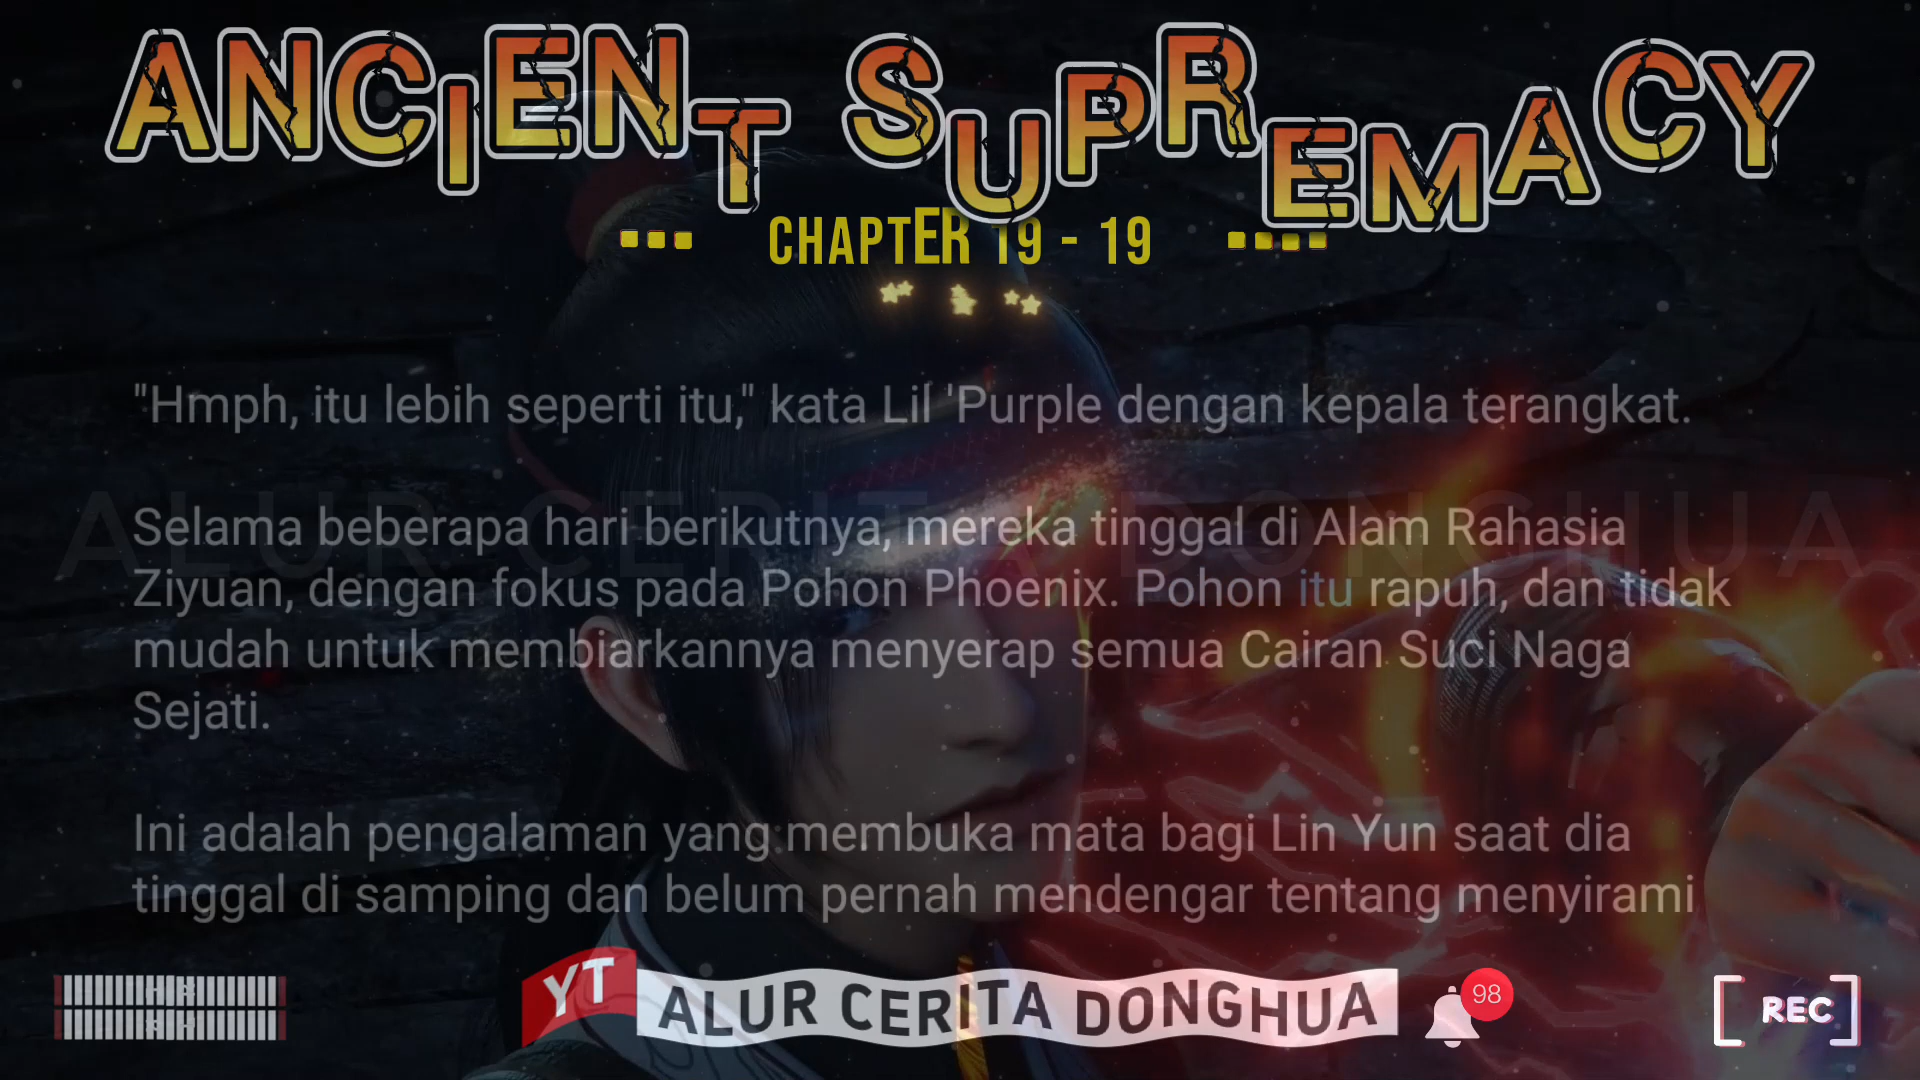 ANCIENT SUPREMACY
CHAPTER 19 - 19
"Hmph, itu lebih seperti itu," kata Lil 'Purple dengan kepala terangkat.
ALUR CERITA DONGHUA
Selama beberapa hari berikutnya, mereka tinggal di Alam Rahasia
Ziyuan, dengan fokus pada Pohon Phoenix. Pohon itu rapuh, dan tidak
mudah untuk membiarkannya menyerap semua Cairan Suci Naga
Sejati.
Ini adalah pengalaman yang membuka mata bagi Lin Yun saat dia
tinggal di samping dan belum pernah mendengar tentang menyirami
YT ALUR CERITA DONGHUA
98
REC